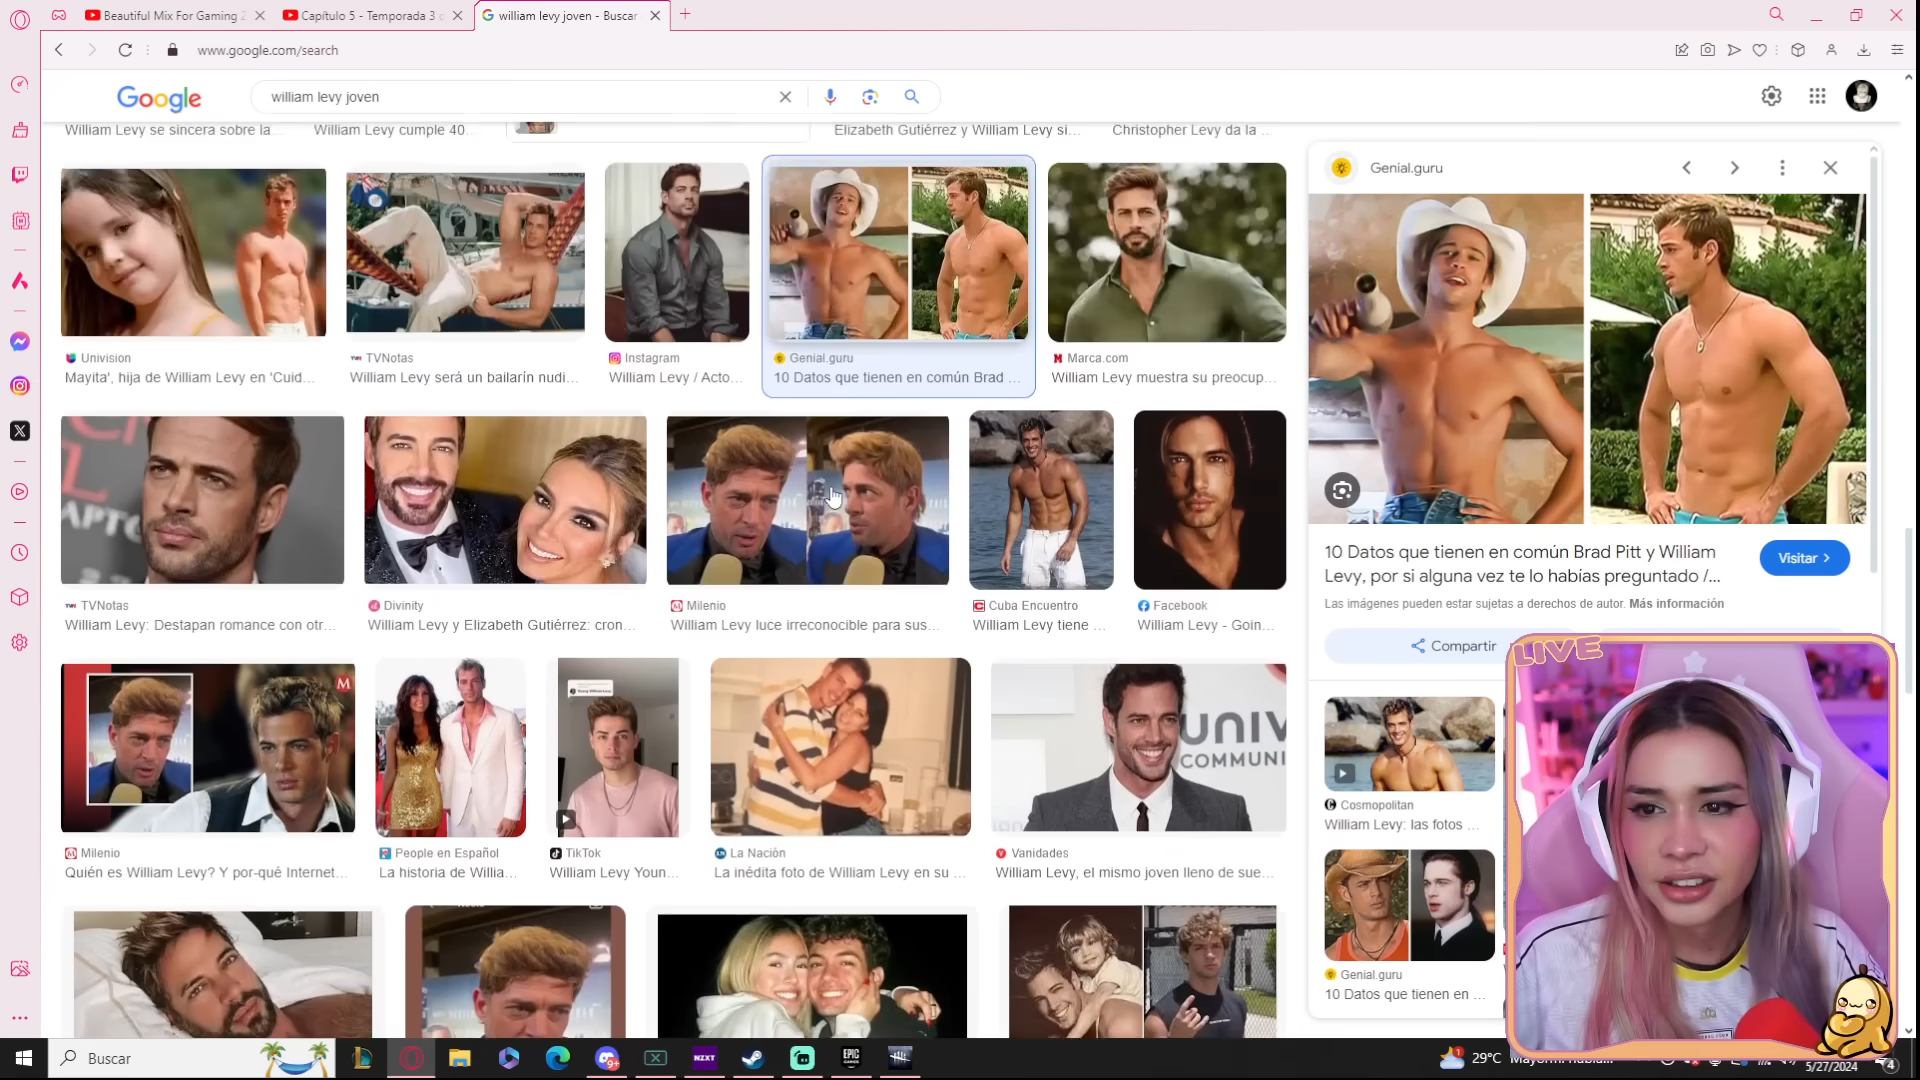 Beautiful Mix For Gaming 2
Capítulo 5 - Temporada 3
william levy joven - Buscar
www.google.com/search
Google
william levy joven
William Levy se sincera sobre la...
William Levy cumple 40...
Elizabeth Gutiérrez y William Levy si...
Christopher Levy da la ...
Univision
Mayita', hija de William Levy en 'Cuid...
TVNotas
William Levy será un bailarín nudi...
Instagram
William Levy / Acto...
Genial.guru
10 Datos que tienen en común Brad ...
Marca.com
William Levy muestra su preocup...
TVNotas
William Levy: Destapan romance con otr...
Divinity
William Levy y Elizabeth Gutiérrez: cron...
Milenio
William Levy luce irreconocible para sus...
Cuba Encuentro
William Levy tiene ...
Facebook
William Levy - Goin...
UNIV
COMMUNI
Milenio
Quién es William Levy? Y por-qué Internet...
People en Español
La historia de Willia...
TikTok
William Levy Youn...
La Nación
La inédita foto de William Levy en su ...
Vanidades
William Levy, el mismo joven lleno de sue...
Genial.guru
10 Datos que tienen en común Brad Pitt y William
Levy, por si alguna vez te lo habías preguntado /...
Visitar
Las imágenes pueden estar sujetas a derechos de autor. Más información
Compartir
LIVE
Cosmopolitan
William Levy: las fotos ...
Genial.guru
10 Datos que tienen en ...
Buscar
9+
NZXT
EPIC
GAMES
29°C
5/27/2024
4